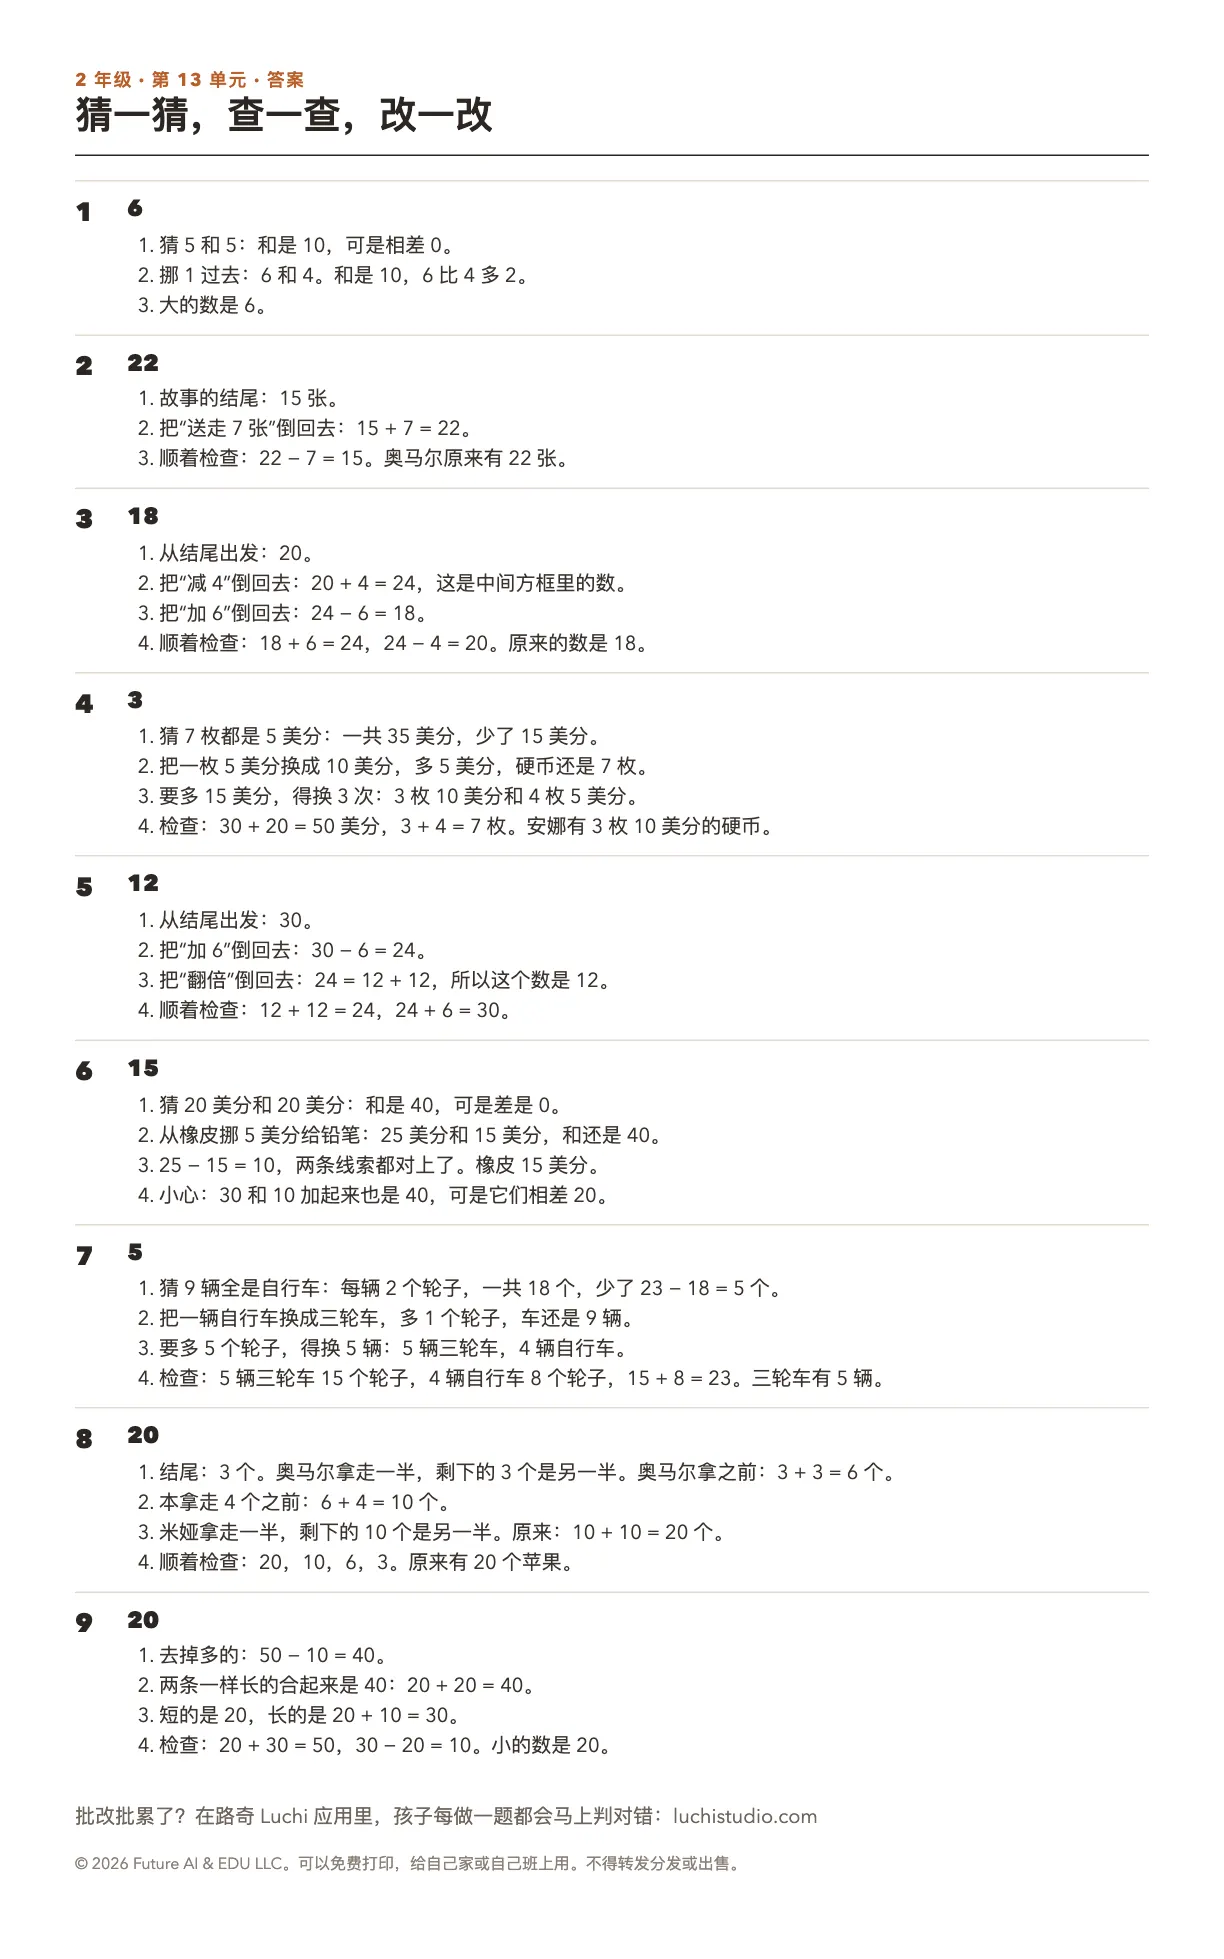 2 年级 · 第 13 单元 · 答案
猜一猜，查一查，改一改
1 6
1. 猜 5 和 5：和是 10，可是相差 0。
2. 挪 1 过去：6 和 4。和是 10，6 比 4 多 2。
3. 大的数是 6。
2 22
1. 故事的结尾：15 张。
2. 把“送走 7 张”倒回去：15 + 7 = 22。
3. 顺着检查：22 − 7 = 15。奥马尔原来有 22 张。
3 18
1. 从结尾出发：20。
2. 把“减 4”倒回去：20 + 4 = 24，这是中间方框里的数。
3. 把“加 6”倒回去：24 − 6 = 18。
4. 顺着检查：18 + 6 = 24，24 − 4 = 20。原来的数是 18。
4 3
1. 猜 7 枚都是 5 美分：一共 35 美分，少了 15 美分。
2. 把一枚 5 美分换成 10 美分，多 5 美分，硬币还是 7 枚。
3. 要多 15 美分，得换 3 次：3 枚 10 美分和 4 枚 5 美分。
4. 检查：30 + 20 = 50 美分，3 + 4 = 7 枚。安娜有 3 枚 10 美分的硬币。
5 12
1. 从结尾出发：30。
2. 把“加 6”倒回去：30 − 6 = 24。
3. 把“翻倍”倒回去：24 = 12 + 12，所以这个数是 12。
4. 顺着检查：12 + 12 = 24，24 + 6 = 30。
6 15
1. 猜 20 美分和 20 美分：和是 40，可是差是 0。
2. 从橡皮挪 5 美分给铅笔：25 美分和 15 美分，和还是 40。
3. 25 − 15 = 10，两条线索都对上了。橡皮 15 美分。
4. 小心：30 和 10 加起来也是 40，可是它们相差 20。
7 5
1. 猜 9 辆全是自行车：每辆 2 个轮子，一共 18 个，少了 23 − 18 = 5 个。
2. 把一辆自行车换成三轮车，多 1 个轮子，车还是 9 辆。
3. 要多 5 个轮子，得换 5 辆：5 辆三轮车，4 辆自行车。
4. 检查：5 辆三轮车 15 个轮子，4 辆自行车 8 个轮子，15 + 8 = 23。三轮车有 5 辆。
8 20
1. 结尾：3 个。奥马尔拿走一半，剩下的 3 个是另一半。奥马尔拿之前：3 + 3 = 6 个。
2. 本拿走 4 个之前：6 + 4 = 10 个。
3. 米娅拿走一半，剩下的 10 个是另一半。原来：10 + 10 = 20 个。
4. 顺着检查：20，10，6，3。原来有 20 个苹果。
9 20
1. 去掉多的：50 − 10 = 40。
2. 两条一样长的合起来是 40：20 + 20 = 40。
3. 短的是 20，长的是 20 + 10 = 30。
4. 检查：20 + 30 = 50，30 − 20 = 10。小的数是 20。
批改批累了？在路奇 Luchi 应用里，孩子每做一题都会马上判对错：luchistudio.com
© 2026 Future AI & EDU LLC。可以免费打印，给自己家或自己班上用。不得转发分发或出售。